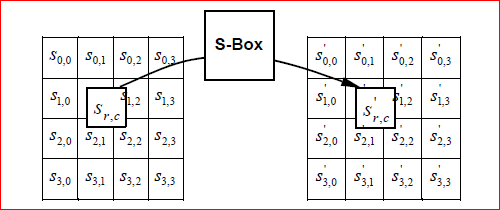 S-Box
s0,0 s0,1 s0,2 s0,3 s'0,0 s'0,1 s'0,2 s'0,3
s1,0 s1,2 s1,3 s'1,0 s'1,2 s'1,3
sr,c s'r,c
s2,0 s2,1 s2,2 s2,3 s'2,0 s'2,1 s'2,2 s'2,3
s3,0 s3,1 s3,2 s3,3 s'3,0 s'3,1 s'3,2 s'3,3